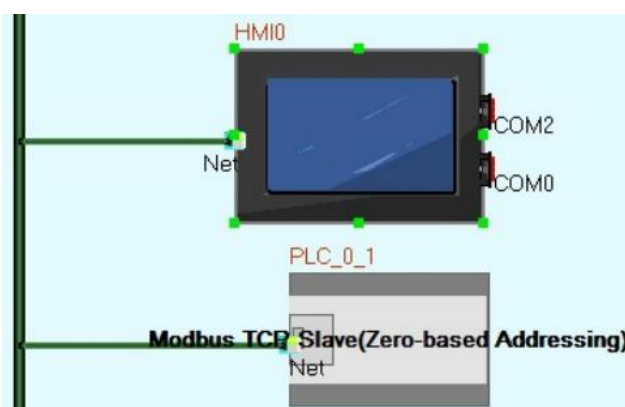 HMI0
COM2
Net
COM0
PLC_0_1
Modbus TCP Slave(Zero-based Addressing)
Net